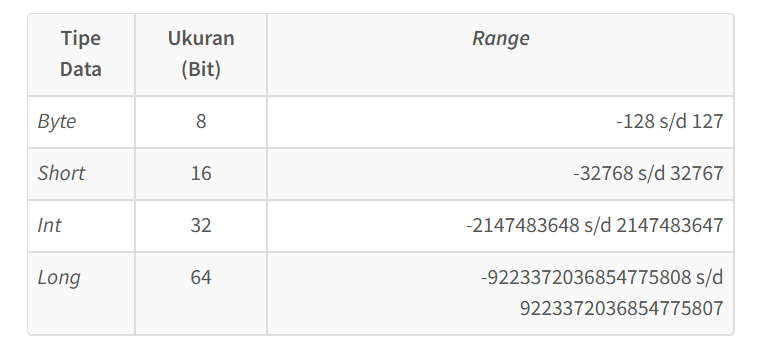 Tipe Data
Ukuran (Bit)
Range
Byte
8
-128 s/d 127
Short
16
-32768 s/d 32767
Int
32
-2147483648 s/d 2147483647
Long
64
-9223372036854775808 s/d
9223372036854775807